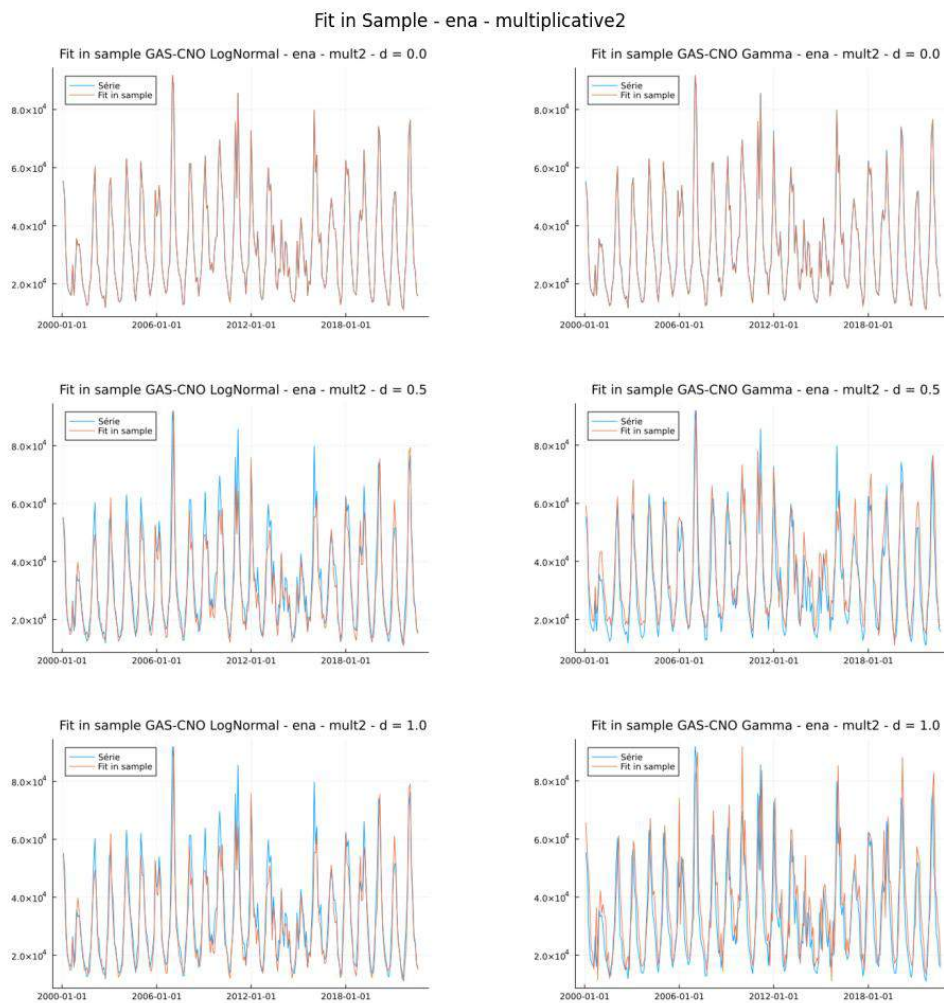 Fit in Sample - ena - multiplicative2
Fit in sample GAS-CNO LogNormal - ena - mult2 - d = 0.0
Série
Fit in sample
8.0×10⁴
6.0×10⁴
4.0×10⁴
2.0×10⁴
2000-01-01 2006-01-01 2012-01-01 2018-01-01
Fit in sample GAS-CNO Gamma - ena - mult2 - d = 0.0
Série
Fit in sample
8.0×10⁴
6.0×10⁴
4.0×10⁴
2.0×10⁴
2000-01-01 2006-01-01 2012-01-01 2018-01-01
Fit in sample GAS-CNO LogNormal - ena - mult2 - d = 0.5
Série
Fit in sample
8.0×10⁴
6.0×10⁴
4.0×10⁴
2.0×10⁴
2000-01-01 2006-01-01 2012-01-01 2018-01-01
Fit in sample GAS-CNO Gamma - ena - mult2 - d = 0.5
Série
Fit in sample
8.0×10⁴
6.0×10⁴
4.0×10⁴
2.0×10⁴
2000-01-01 2006-01-01 2012-01-01 2018-01-01
Fit in sample GAS-CNO LogNormal - ena - mult2 - d = 1.0
Série
Fit in sample
8.0×10⁴
6.0×10⁴
4.0×10⁴
2.0×10⁴
2000-01-01 2006-01-01 2012-01-01 2018-01-01
Fit in sample GAS-CNO Gamma - ena - mult2 - d = 1.0
Série
Fit in sample
8.0×10⁴
6.0×10⁴
4.0×10⁴
2.0×10⁴
2000-01-01 2006-01-01 2012-01-01 2018-01-01